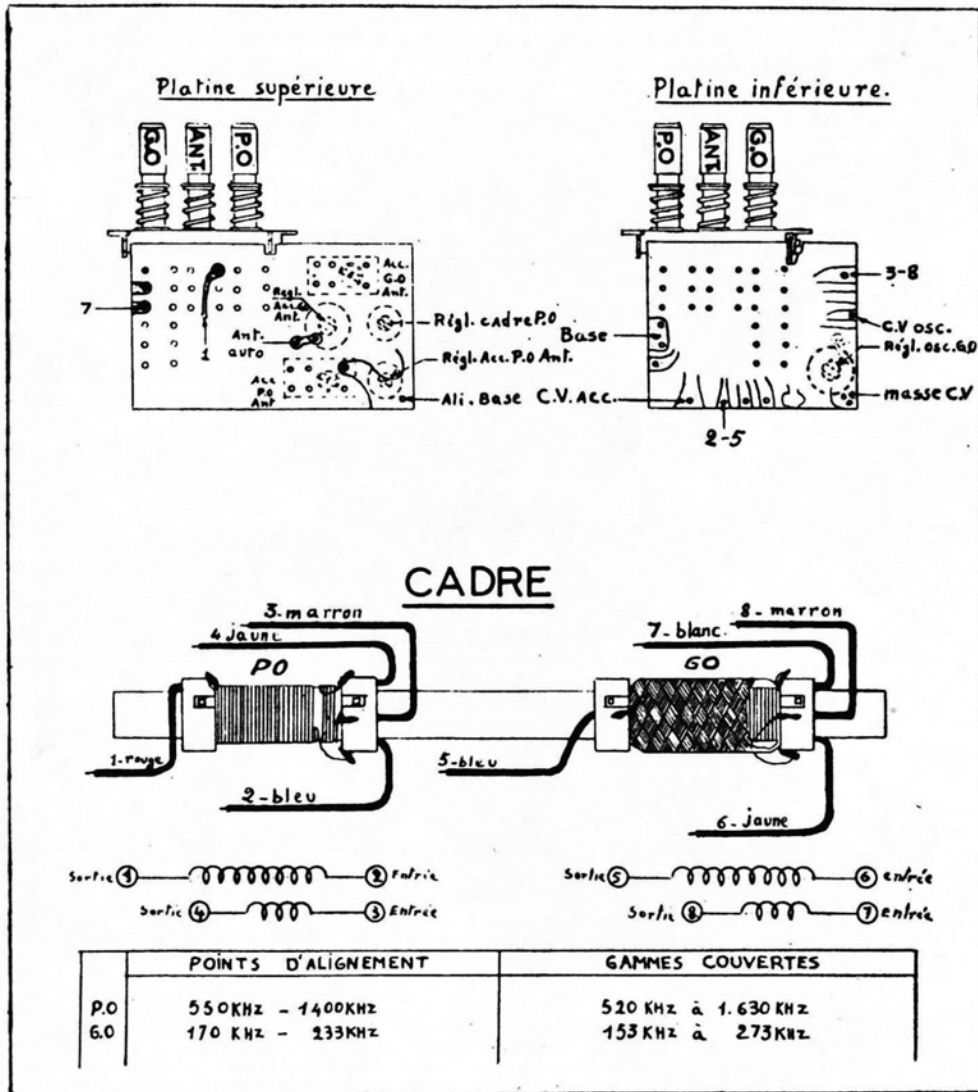 Platine supérieure
G.O
ANT.
P.O
7
1
Ant.
auto
Régl.
Acc.
Ant.
Acc.
G.O
Ant.
Acc
P.O
Ant
Régl. cadre P.O
Régl. Acc. P.O Ant.
Ali. Base
Platine inférieure.
P.O
ANT.
G.O
Base
C.V. Acc.
2-5
3-8
C.V osc.
Régl. osc. G.O
masse C.V
CADRE
3-marron
4 jaune
PO
1-rouge
2-bleu
8-marron
7-blanc
GO
5-bleu
6-jaune
Sortie 1
2 Entrée
Sortie 4
3 Entrée
Sortie 5
6 entrée
Sortie 8
7 entrée
POINTS D'ALIGNEMENT GAMMES COUVERTES
P.O 550 KHz - 1400 KHz 520 KHz à 1.630 KHz
G.O 170 KHz - 233 KHz 153 KHz à 273 KHz